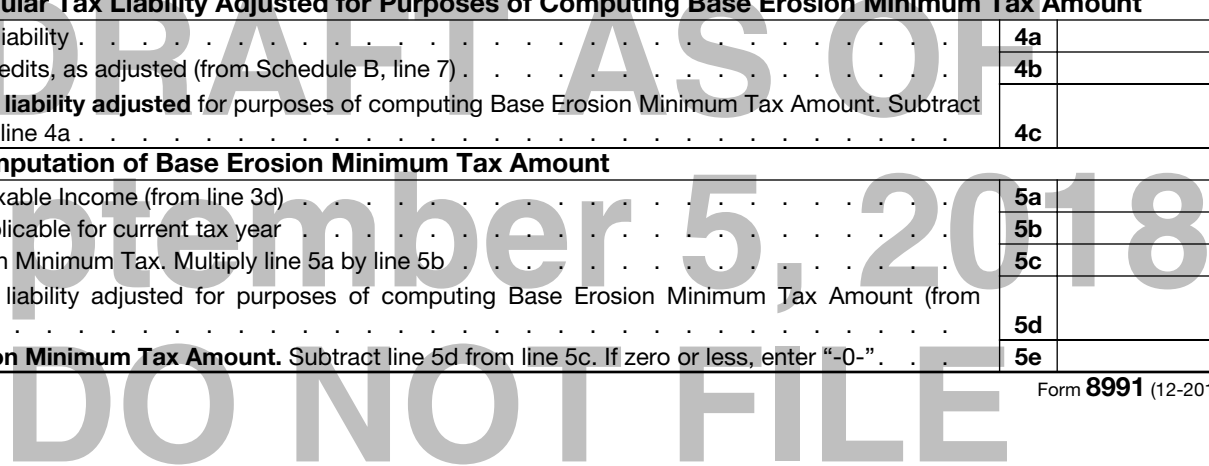 ular Tax Liability Adjusted for Purposes of Computing Base Erosion Minimum Tax Amount
iability . . . . . . . . . . . . . . . . . . . . . . . . . . . . . . . 4a
edits, as adjusted (from Schedule B, line 7) . . . . . . . . . . . . . . . . . . 4b
liability adjusted for purposes of computing Base Erosion Minimum Tax Amount. Subtract
line 4a . . . . . . . . . . . . . . . . . . . . . . . . . . . . . . . 4c
mputation of Base Erosion Minimum Tax Amount
xable Income (from line 3d) . . . . . . . . . . . . . . . . . . . . . . . 5a
plicable for current tax year . . . . . . . . . . . . . . . . . . . . . . . 5b
n Minimum Tax. Multiply line 5a by line 5b . . . . . . . . . . . . . . . . . . 5c
liability adjusted for purposes of computing Base Erosion Minimum Tax Amount (from
. . . . . . . . . . . . . . . . . . . . . . . . . . . . . . . . . . 5d
on Minimum Tax Amount. Subtract line 5d from line 5c. If zero or less, enter “-0-” . . . 5e
Form 8991 (12-201
DRAFT AS OF
ptember 5, 2018
DO NOT FILE